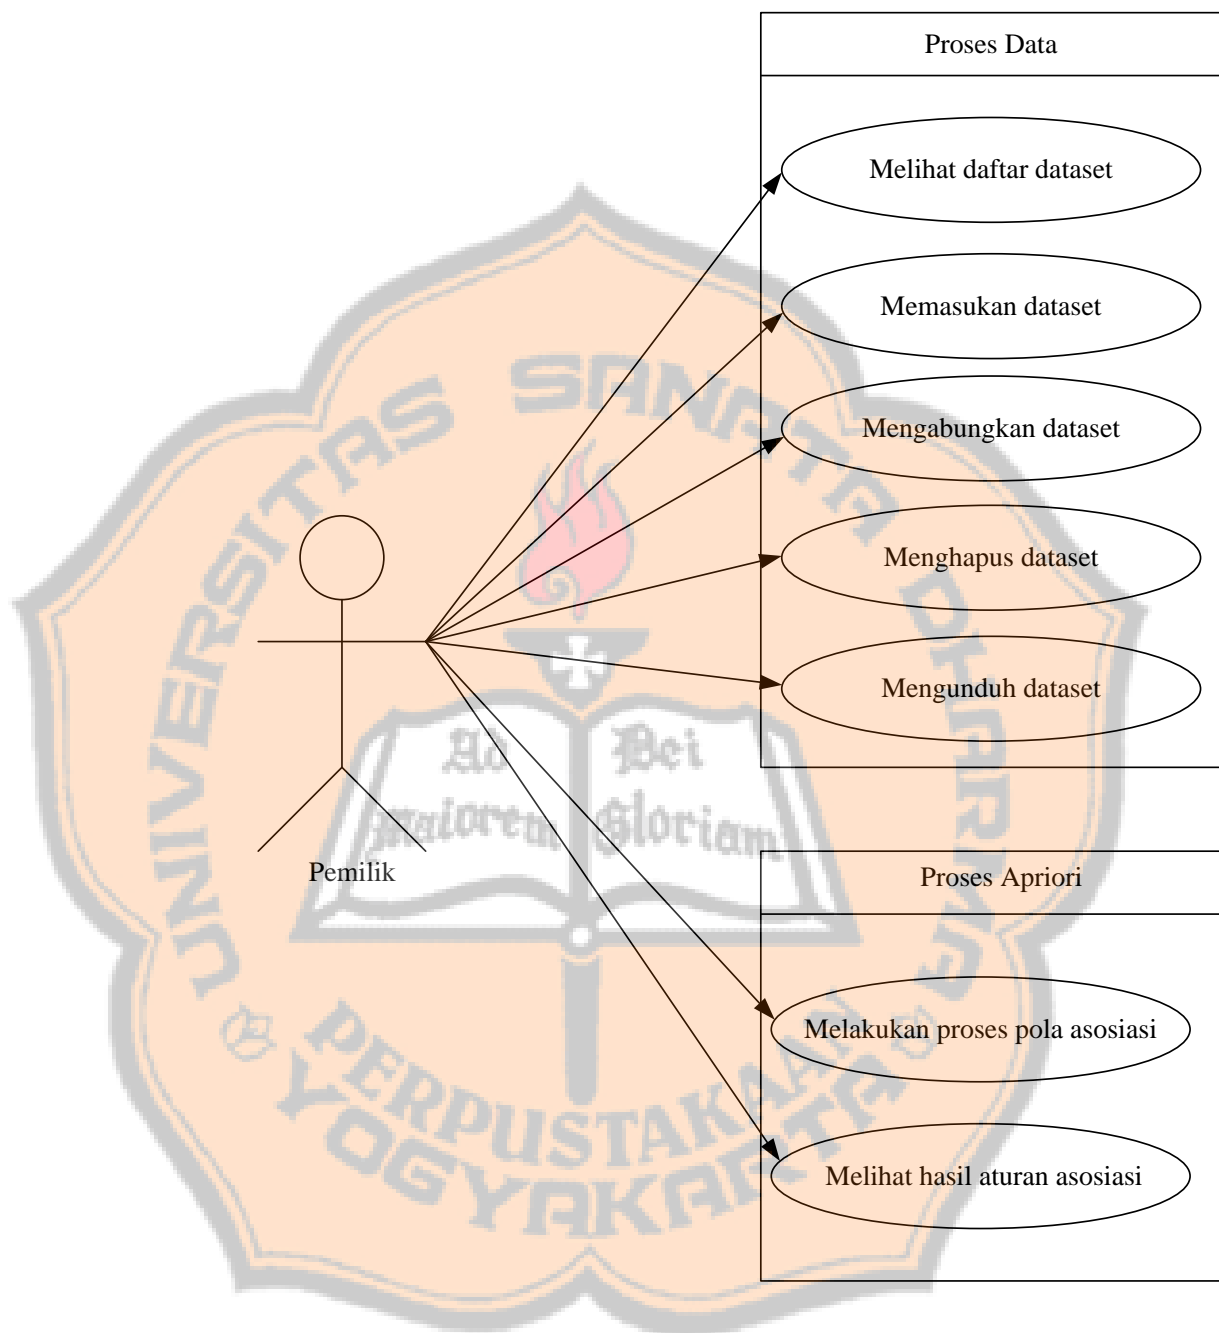 Proses Data
Melihat daftar dataset
Memasukan dataset
Mengabungkan dataset
Menghapus dataset
Mengunduh dataset
Pemilik
Proses Apriori
Melakukan proses pola asosiasi
Melihat hasil aturan asosiasi
UNIVERSITAS SANATA DHARMA
Ad Dei
maiorem Gloriam
PERPUSTAKAAN
YOGYAKARTA